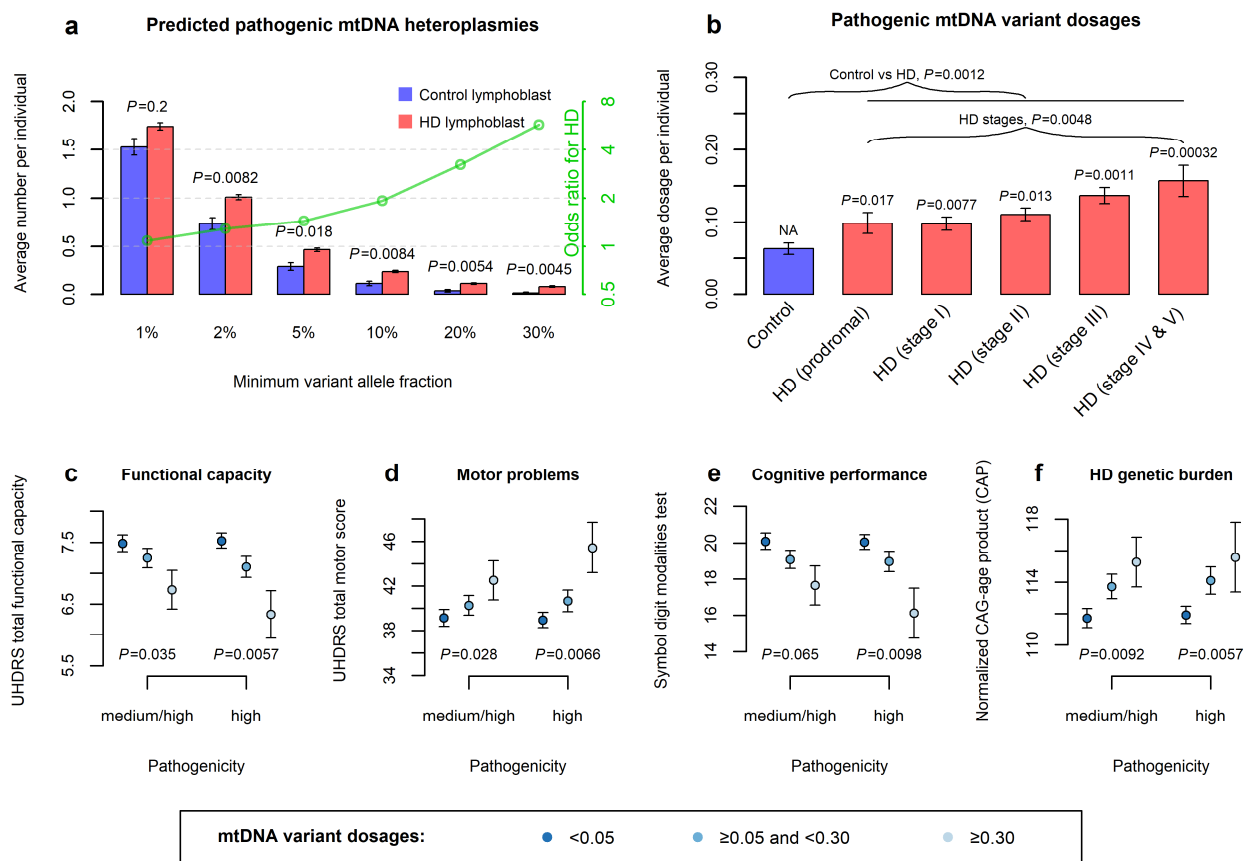 a
Predicted pathogenic mtDNA heteroplasmies
Average number per individual
2.0
1.5
1.0
0.5
0.0
Control lymphoblast
HD lymphoblast
P=0.2
P=0.0082
P=0.018
P=0.0084
P=0.0054
P=0.0045
8
4
2
1
0.5
Odds ratio for HD
1%
2%
5%
10%
20%
30%
Minimum variant allele fraction
b
Pathogenic mtDNA variant dosages
Average dosage per individual
0.30
0.20
0.10
0.00
Control vs HD, P=0.0012
HD stages, P=0.0048
NA
P=0.017
P=0.0077
P=0.013
P=0.0011
P=0.00032
Control
HD (prodromal)
HD (stage I)
HD (stage II)
HD (stage III)
HD (stage IV & V)
c
Functional capacity
UHDRS total functional capacity
7.5
6.5
5.5
P=0.035
P=0.0057
medium/high
high
Pathogenicity
d
Motor problems
UHDRS total motor score
46
42
38
34
P=0.028
P=0.0066
medium/high
high
Pathogenicity
e
Cognitive performance
Symbol digit modalities test
22
20
18
16
14
P=0.065
P=0.0098
medium/high
high
Pathogenicity
f
HD genetic burden
Normalized CAG-age product (CAP)
118
114
110
P=0.0092
P=0.0057
medium/high
high
Pathogenicity
mtDNA variant dosages:
<0.05
≥0.05 and <0.30
≥0.30